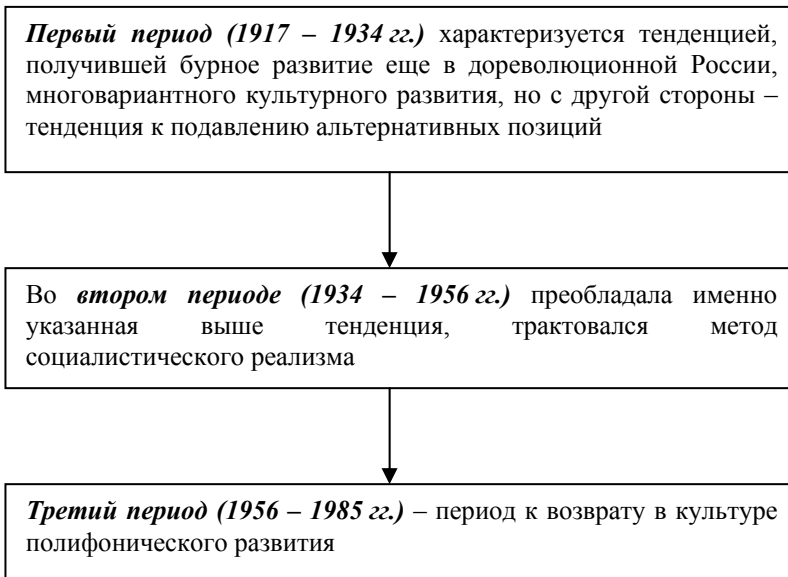 Первый период (1917 – 1934 гг.) характеризуется тенденцией,
получившей бурное развитие еще в дореволюционной России,
многовариантного культурного развития, но с другой стороны –
тенденция к подавлению альтернативных позиций
Во втором периоде (1934 – 1956 гг.) преобладала именно
указанная выше тенденция, трактовался метод
социалистического реализма
Третий период (1956 – 1985 гг.) – период к возврату в культуре
полифонического развития